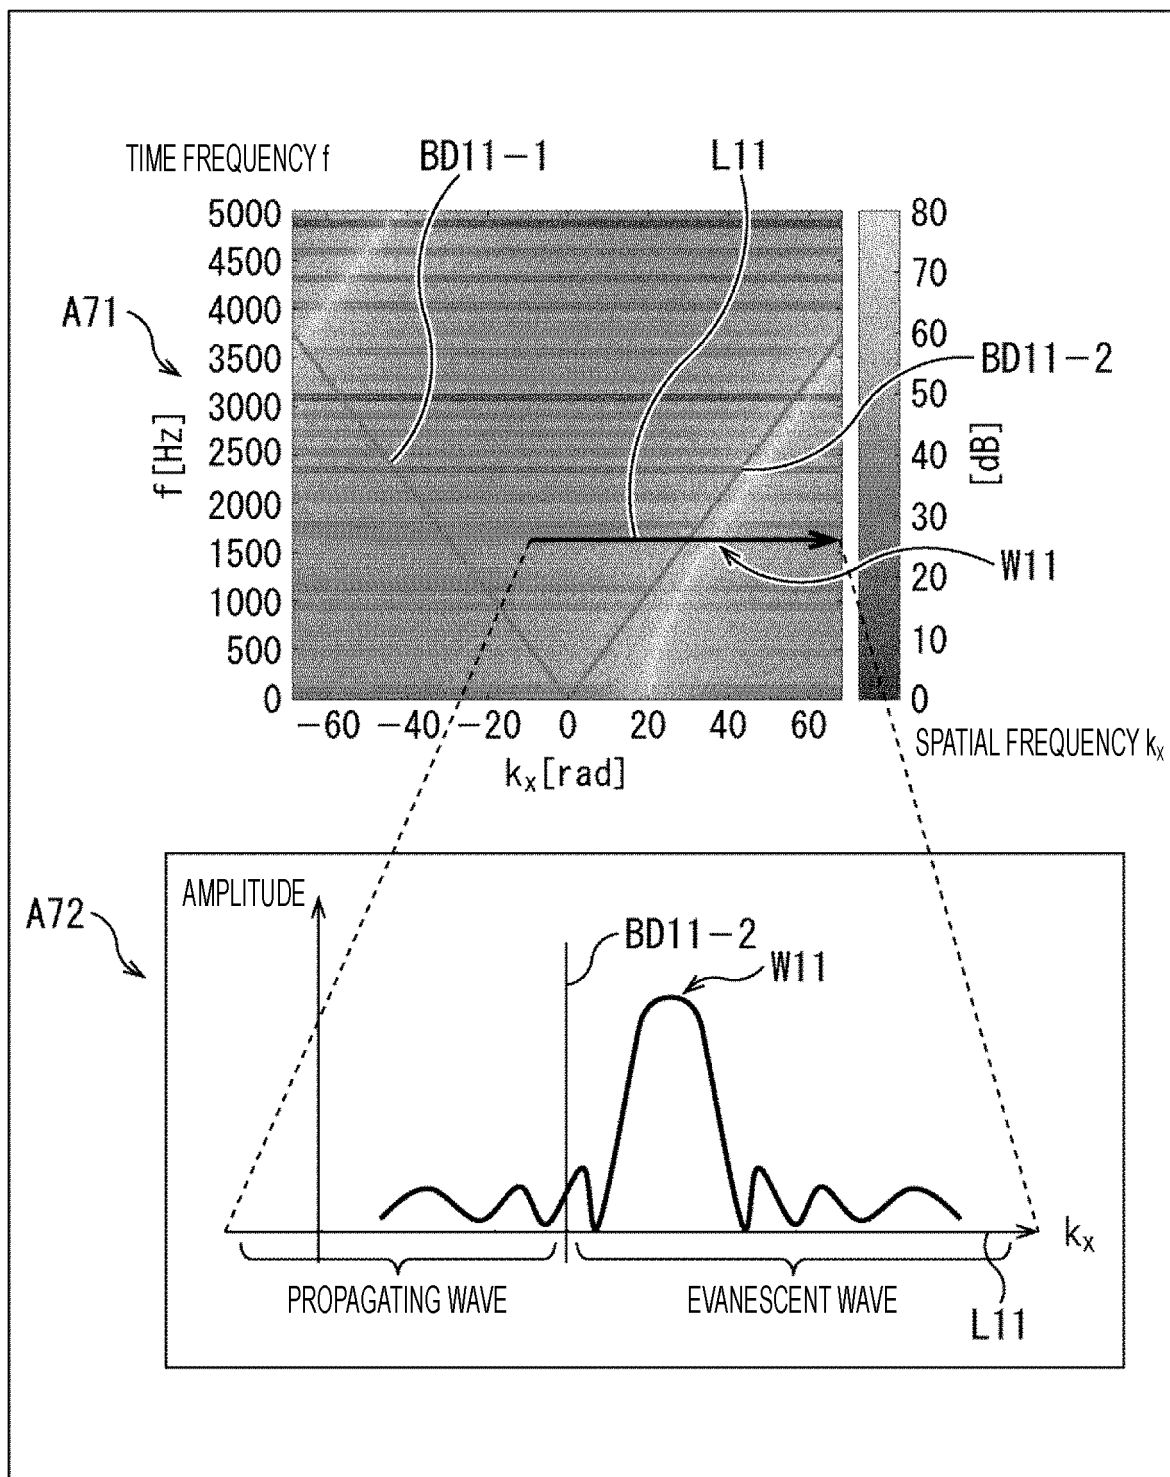 TIME FREQUENCY f
BD11-1
L11
A71
f[Hz]
5000
4500
4000
3500
3000
2500
2000
1500
1000
500
0
-60 -40 -20 0 20 40 60
kx[rad]
80
70
60
50
40
30
20
10
0
[dB]
BD11-2
W11
SPATIAL FREQUENCY kx
A72
AMPLITUDE
BD11-2
W11
kx
PROPAGATING WAVE
EVANESCENT WAVE
L11